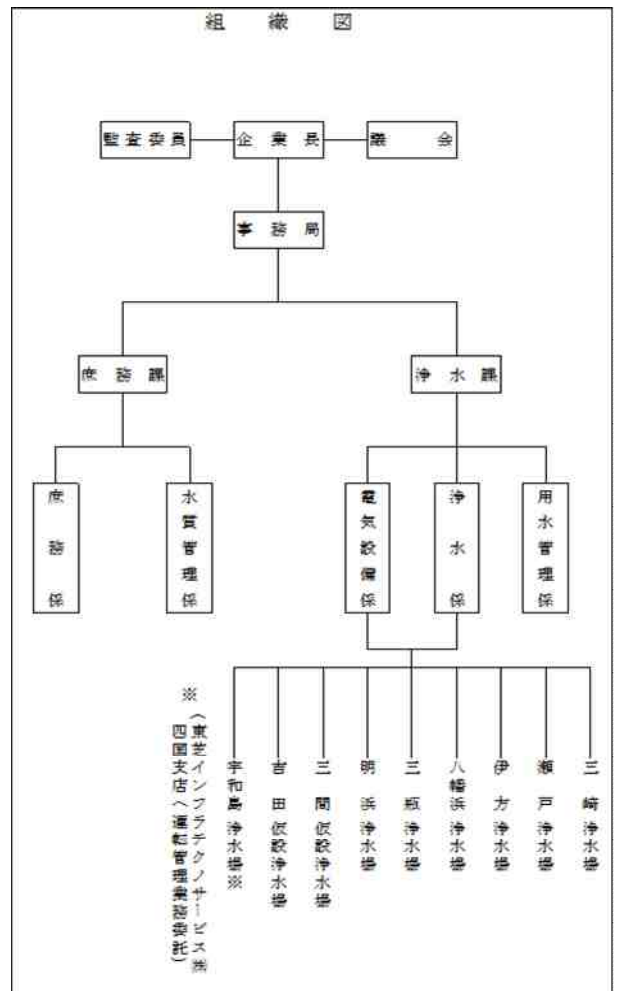 組織図
監査委員
企業長
議会
事務局
庶務課
浄水課
庶務係
水質管理係
電気設備係
浄水係
用水管理係
宇和島浄水場※
吉田仮設浄水場
三間仮設浄水場
明浜浄水場
三瓶浄水場
八幡浜浄水場
伊方浄水場
瀬戸浄水場
三崎浄水場
※(東芝インフラテクノサービス㈱
四国支店へ運転管理業務委託)